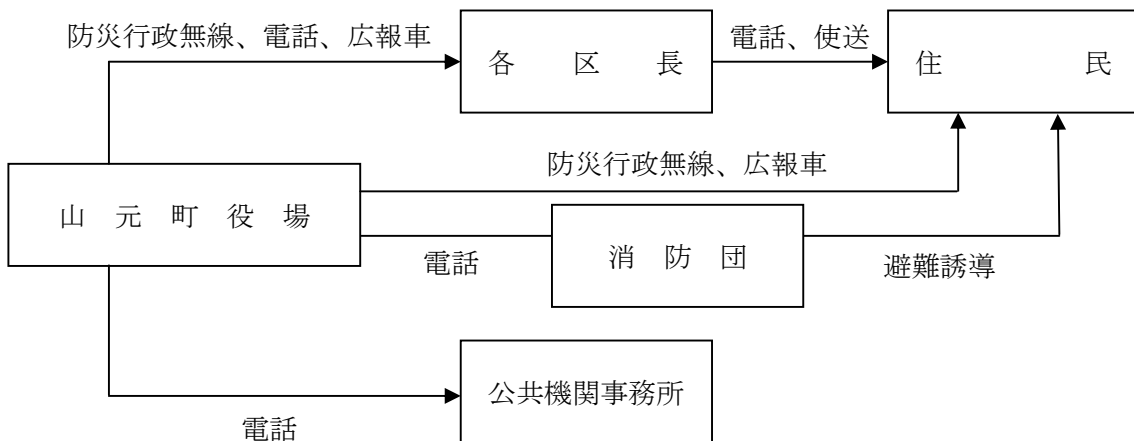 防災行政無線、電話、広報車
各区長
電話、使送
住民
防災行政無線、広報車
山元町役場
電話
消防団
避難誘導
公共機関事務所
電話